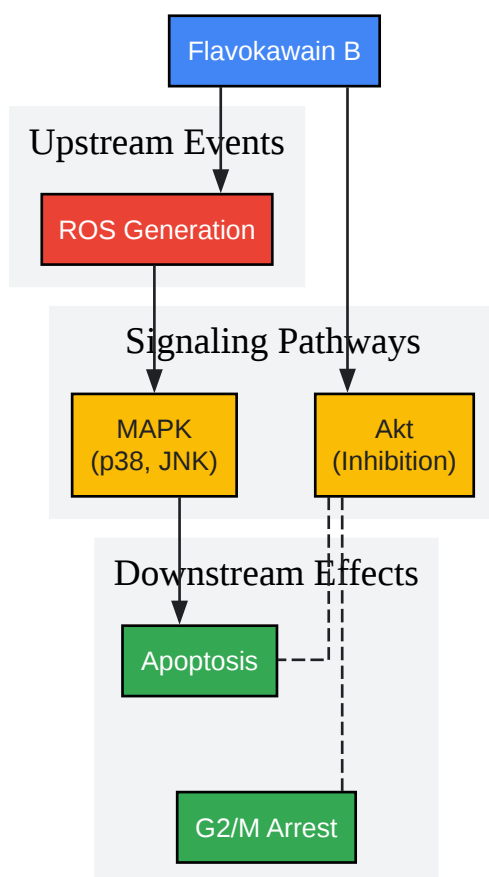 Flavokawain B
Upstream Events
ROS Generation
Signaling Pathways
MAPK
(p38, JNK)
Akt
(Inhibition)
Downstream Effects
Apoptosis
G2/M Arrest